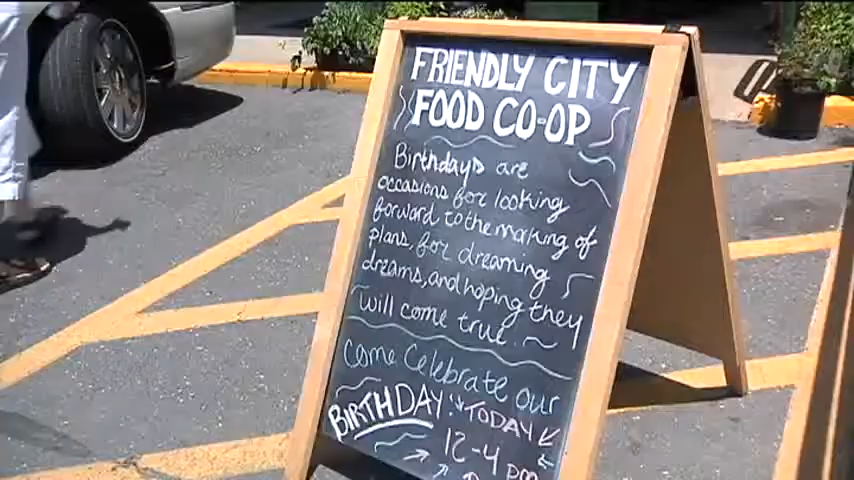 FRIENDLY CITY
FOOD CO-OP
Birthdays are
occasions for looking
forward to the making of
plans, for dreaming
dreams, and hoping they
will come true.
Come Celebrate our
BIRTHDAY! TODAY
12-4 pm